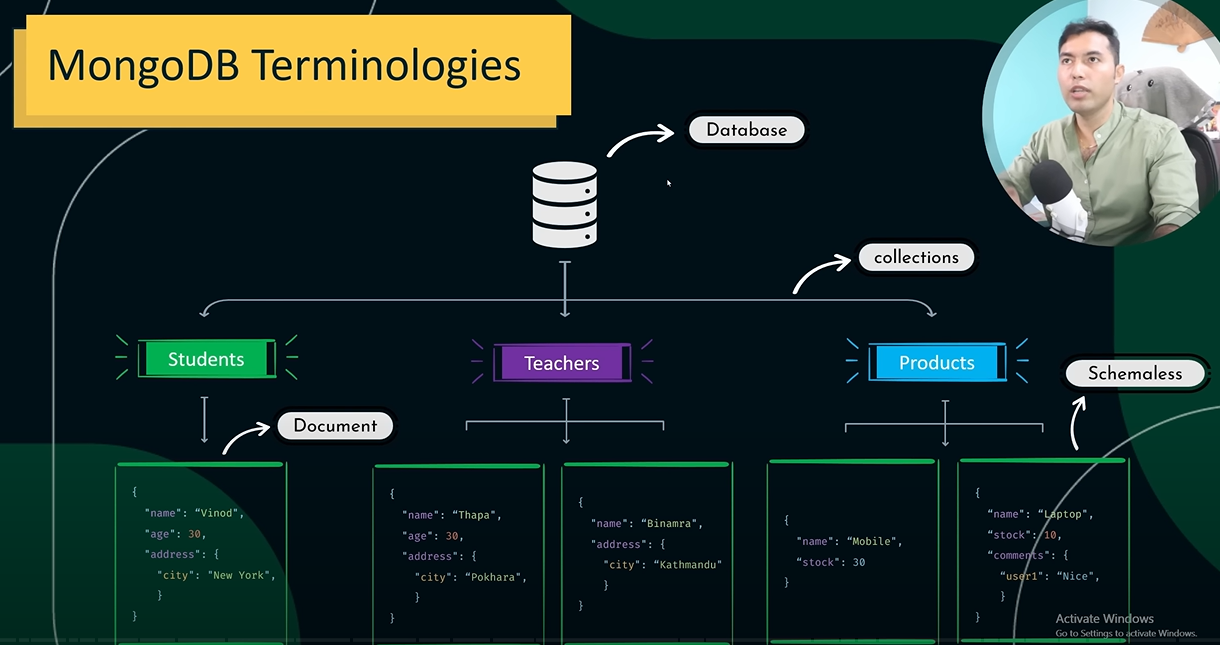 MongoDB Terminologies
Database
collections
Students
Teachers
Products
Schemaless
Document
{
"name": “Vinod",
"age": 30,
"address": {
"city": "New York",
}
}
{
"name": “Thapa",
"age": 30,
"address": {
"city": “Pokhara",
}
}
{
"name": “Binamra",
"address": {
"city": “Kathmandu"
}
}
{
"name": “Mobile",
“stock": 30
}
{
"name": “Laptop",
“stock": 10,
“comments": {
“user1": “Nice",
}
}
Activate Windows
Go to Settings to activate Windows.